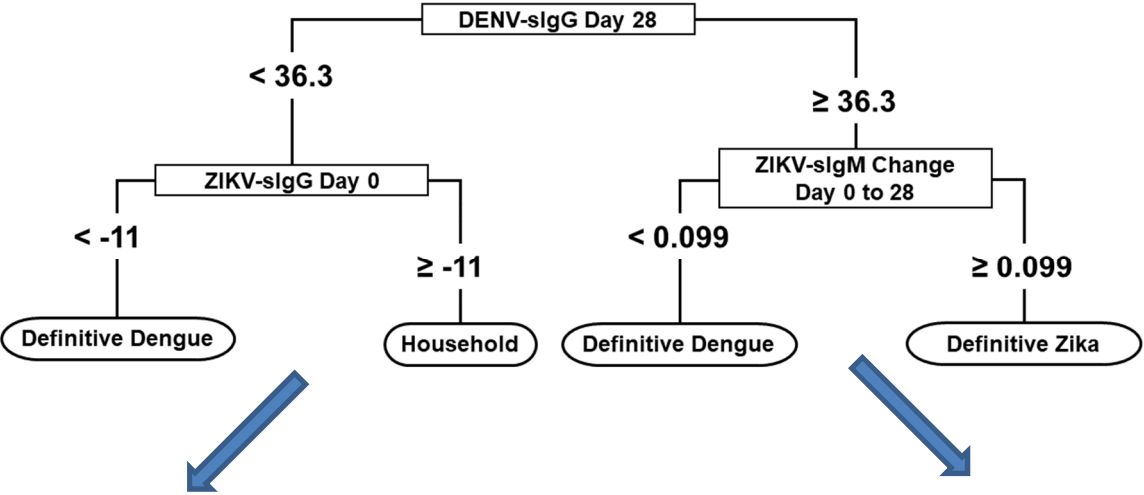 DENV-sIgG Day 28
< 36.3
≥ 36.3
ZIKV-sIgG Day 0
ZIKV-sIgM Change
Day 0 to 28
< -11
≥ -11
< 0.099
≥ 0.099
Definitive Dengue
Household
Definitive Dengue
Definitive Zika